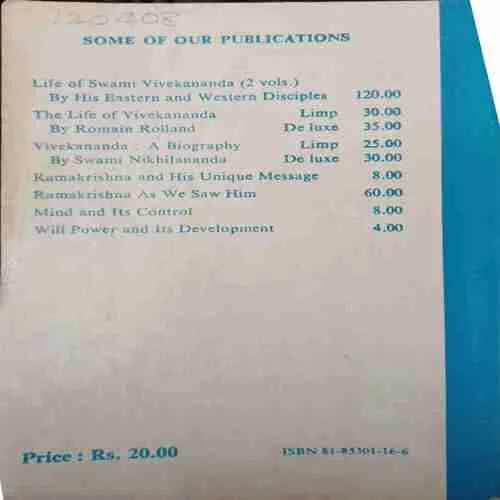 120408
SOME OF OUR PUBLICATIONS
Life of Swami Vivekananda (2 vols.)
By His Eastern and Western Disciples 120.00
The Life of Vivekananda Limp 30.00
By Romain Rolland De luxe 35.00
Vivekananda : A Biography Limp 25.00
By Swami Nikhilananda De luxe 30.00
Ramakrishna and His Unique Message 8.00
Ramakrishna As We Saw Him 60.00
Mind and Its Control 8.00
Will Power and Its Development 4.00
Price : Rs. 20.00 ISBN 81-85301-16-6